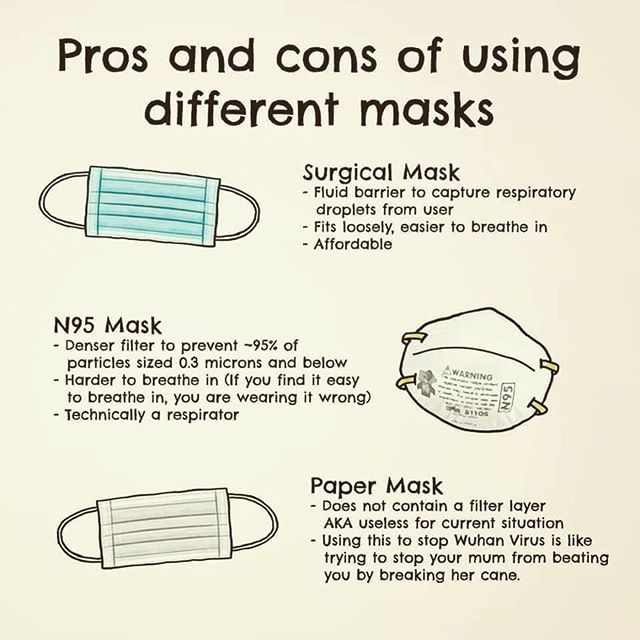 Pros and cons of using
different masks
Surgical Mask
- Fluid barrier to capture respiratory
droplets from user
- Fits loosely, easier to breathe in
- Affordable
N95 Mask
- Denser filter to prevent ~95% of
particles sized 0.3 microns and below
- Harder to breathe in (If you find it easy
to breathe in, you are wearing it wrong)
- Technically a respirator
WARNING
N95
Paper Mask
- Does not contain a filter layer
AKA useless for current situation
- Using this to stop Wuhan Virus is like
trying to stop your mum from beating
you by breaking her cane.